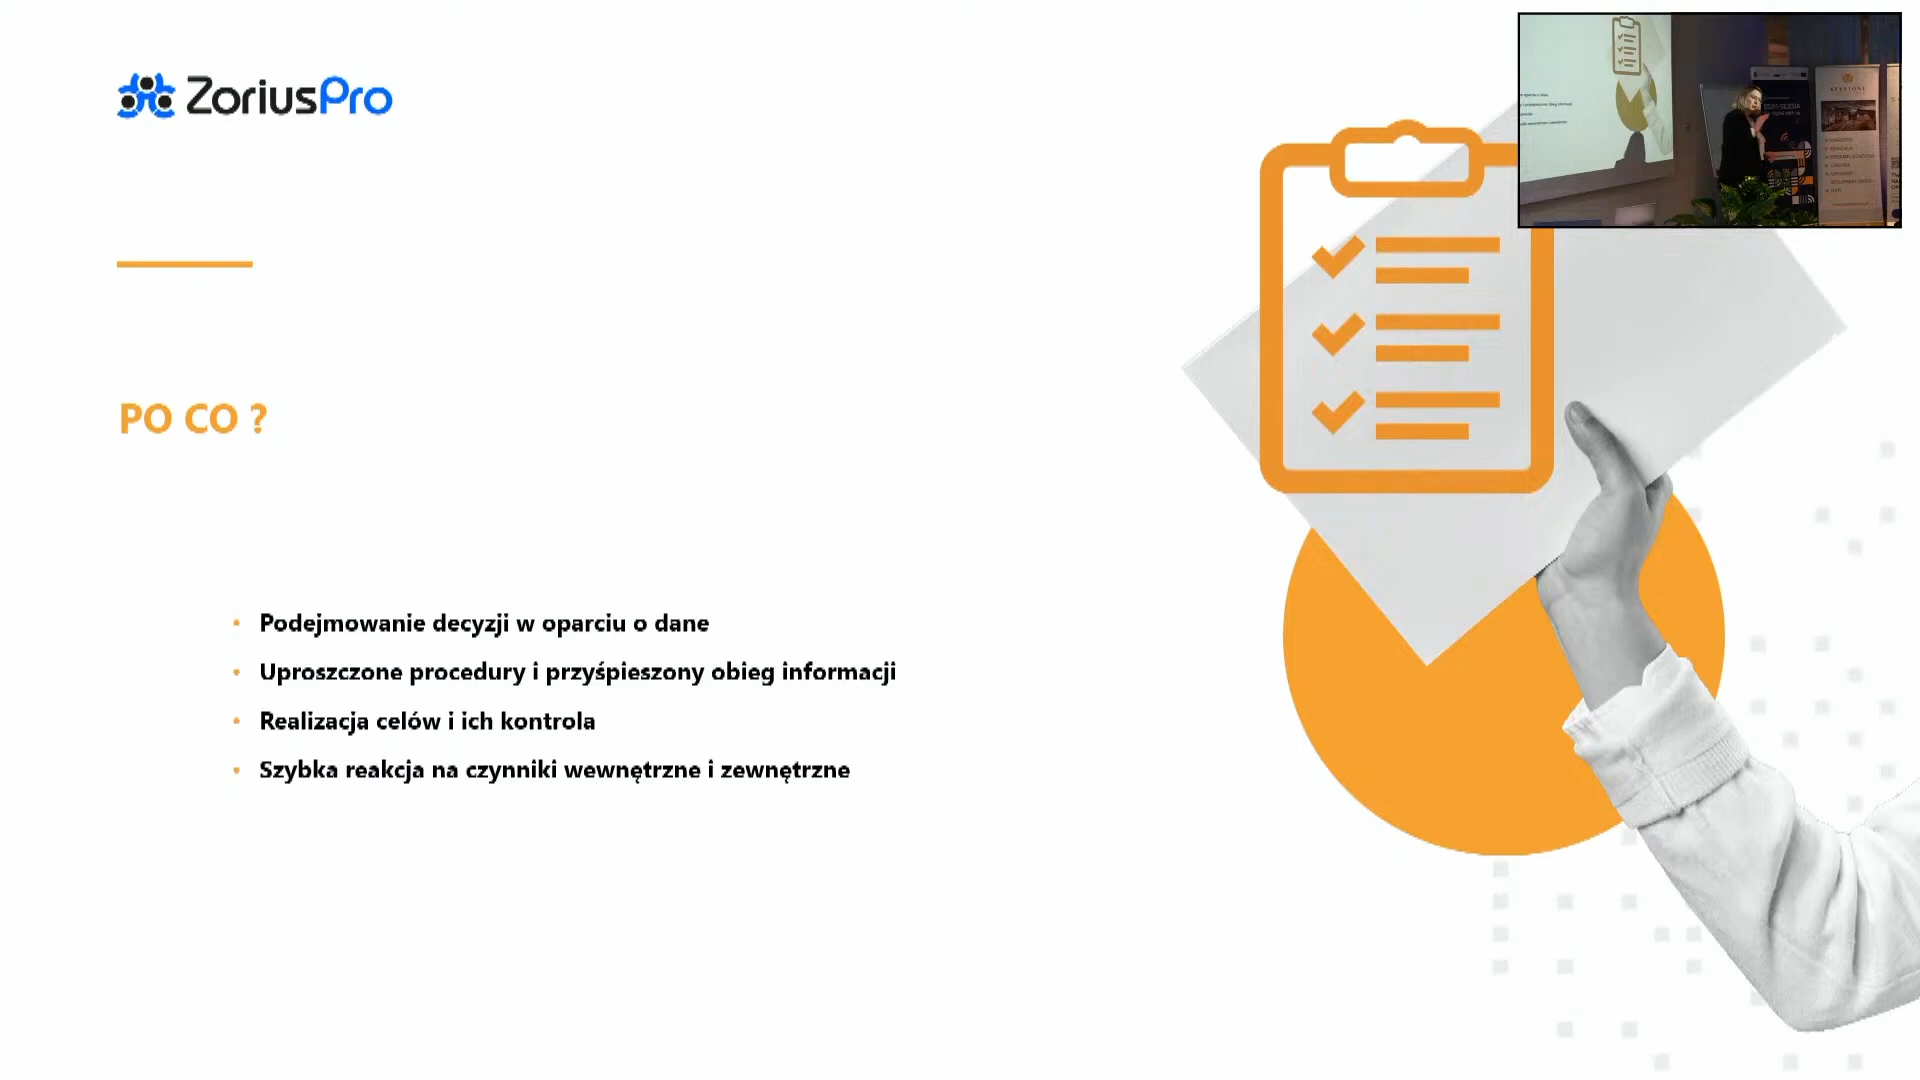 ZoriusPro
PO CO ?
• Podejmowanie decyzji w oparciu o dane
• Uproszczone procedury i przyśpieszony obieg informacji
• Realizacja celów i ich kontrola
• Szybka reakcja na czynniki wewnętrzne i zewnętrzne